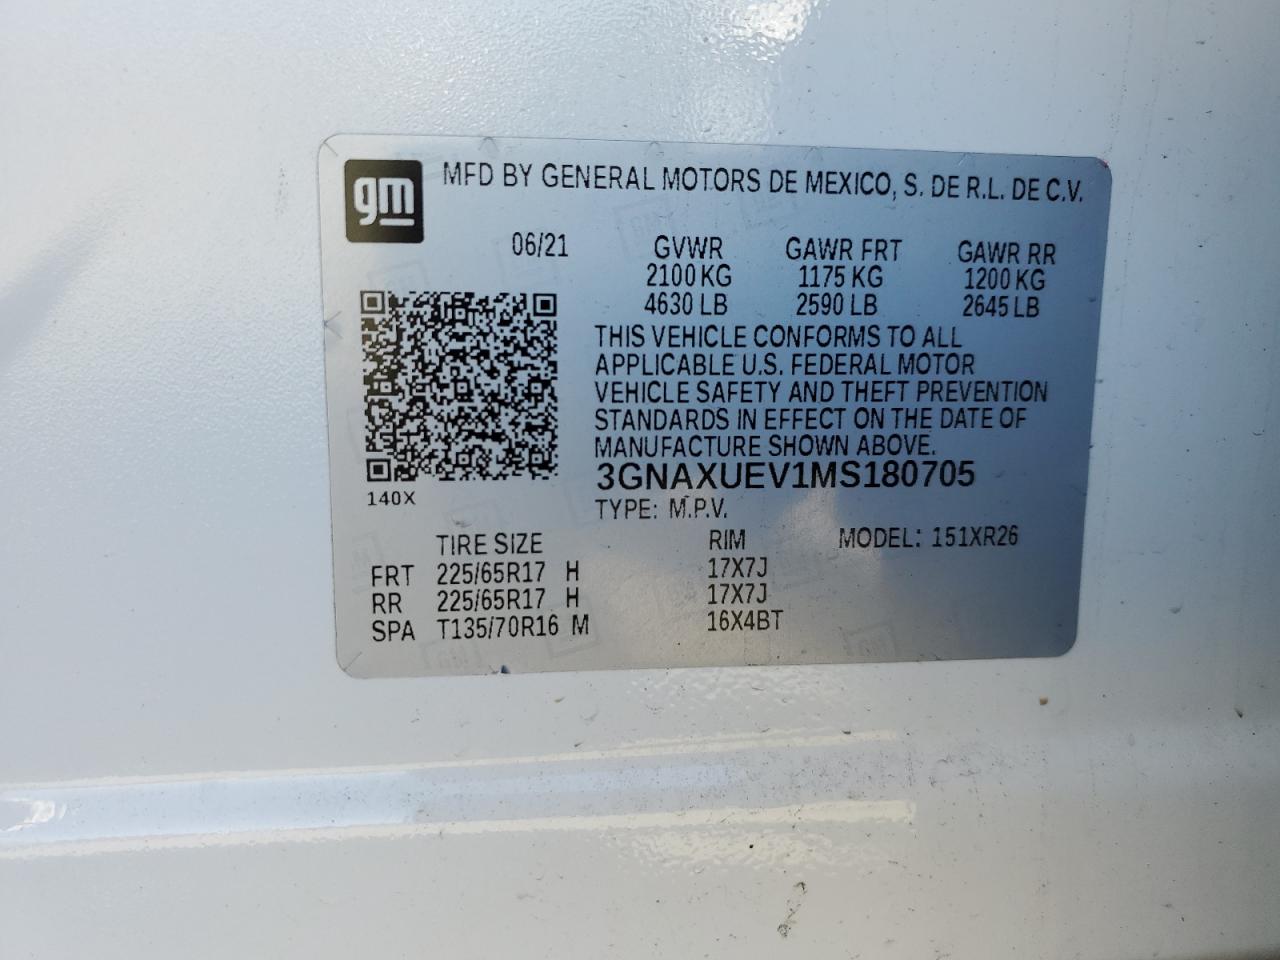 gm
MFD BY GENERAL MOTORS DE MEXICO, S. DE R.L. DE C.V.
06/21 GVWR GAWR FRT GAWR RR
2100 KG 1175 KG 1200 KG
4630 LB 2590 LB 2645 LB
THIS VEHICLE CONFORMS TO ALL
APPLICABLE U.S. FEDERAL MOTOR
VEHICLE SAFETY AND THEFT PREVENTION
STANDARDS IN EFFECT ON THE DATE OF
MANUFACTURE SHOWN ABOVE.
3GNAXUEV1MS180705
140X
TYPE: M.P.V.
TIRE SIZE RIM MODEL: 151XR26
FRT 225/65R17 H 17X7J
RR 225/65R17 H 17X7J
SPA T135/70R16 M 16X4BT